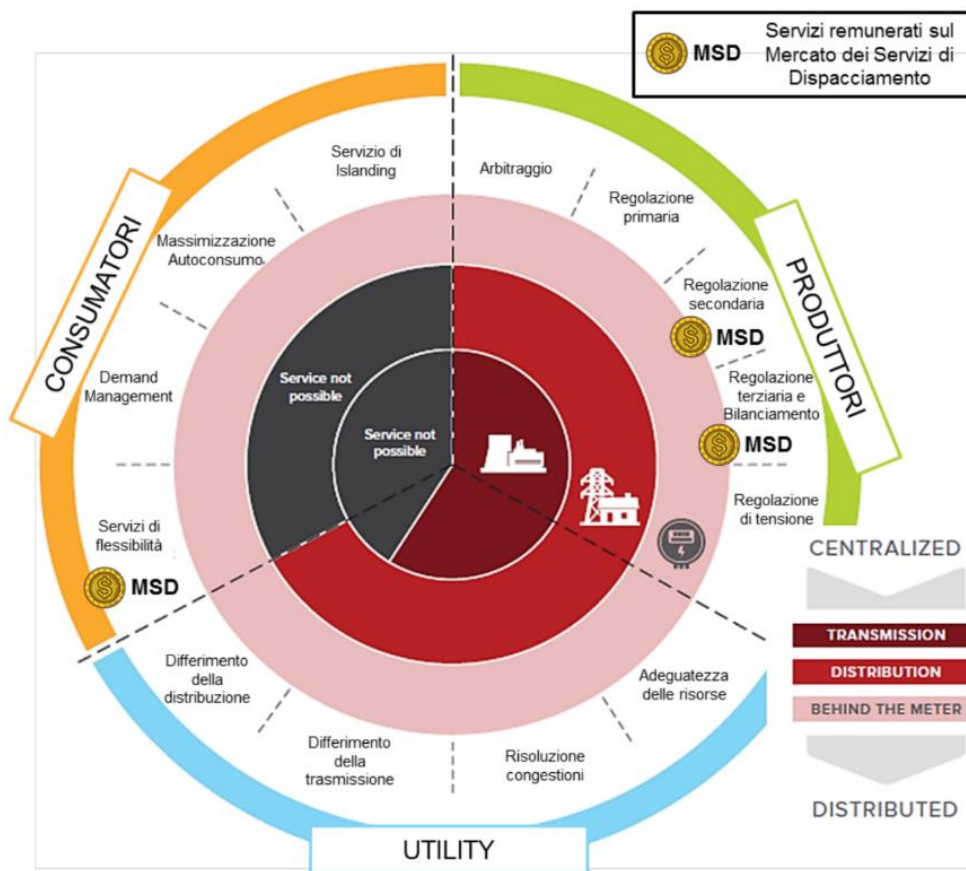 MSD
Servizi remunerati sul
Mercato dei Servizi di
Dispacciamento
CONSUMATORI
PRODUTTORI
UTILITY
Servizio di
Islanding
Arbitraggio
Regolazione
primaria
Massimizzazione
Autoconsumo
Regolazione
secondaria
MSD
Demand
Management
Service not
possible
Service not
possible
Regolazione
terziaria e
Bilanciamento
MSD
Servizi di
flessibilità
MSD
Regolazione
di tensione
Differimento
della
distribuzione
Differimento
della
trasmissione
Risoluzione
congestioni
Adeguatezza
delle risorse
CENTRALIZED
TRANSMISSION
DISTRIBUTION
BEHIND THE METER
DISTRIBUTED